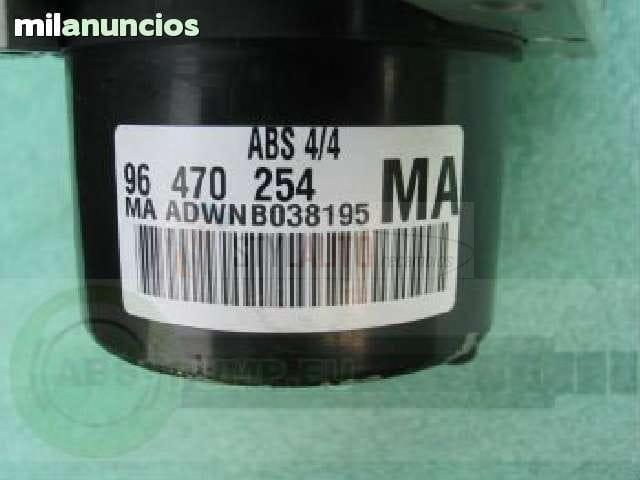 milanuncios
ABS 4/4
96 470 254
MA
MA ADWNB038195